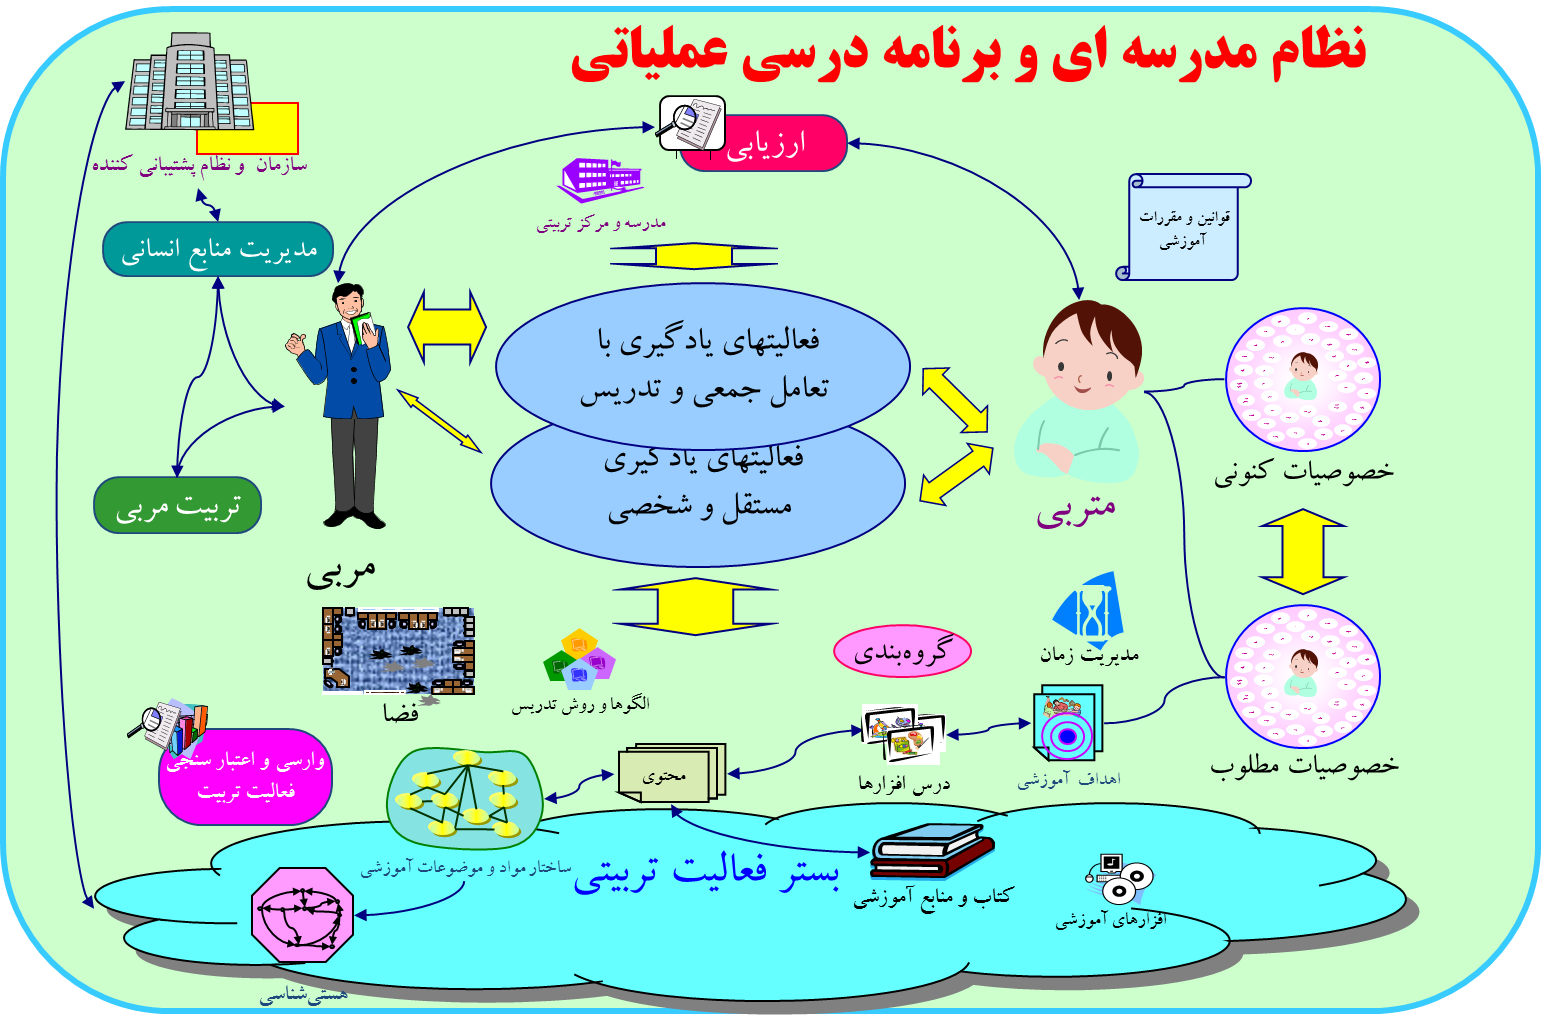 نظام مدرسه ای و برنامه درسی عملیاتی
ارزیابی
سازمان و نظام پشتیبانی کننده
مدرسه و مرکز تربیتی
قوانین و مقررات
آموزشی
مدیریت منابع انسانی
فعالیتهای یادگیری با
تعامل جمعی و تدریس
فعالیتهای یادگیری
مستقل و شخصی
خصوصیات کنونی
متربی
تربیت مربی
مربی
گروه‌بندی
مدیریت زمان
الگوها و روش تدریس
فضا
خصوصیات مطلوب
وارسی و اعتبار سنجی
فعالیت تربیت
محتوی
درس افزارها
اهداف آموزشی
ساختار مواد و موضوعات آموزشی
بستر فعالیت تربیتی
کتاب و منابع آموزشی
افزارهای آموزشی
هستی‌شناسی